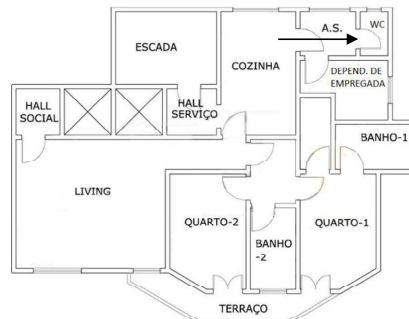 ESCADA
COZINHA
A.S.
WC
DEPEND. DE
EMPREGADA
HALL
SOCIAL
HALL
SERVIÇO
BANHO-1
LIVING
QUARTO-2
BANHO
-2
QUARTO-1
TERRAÇO